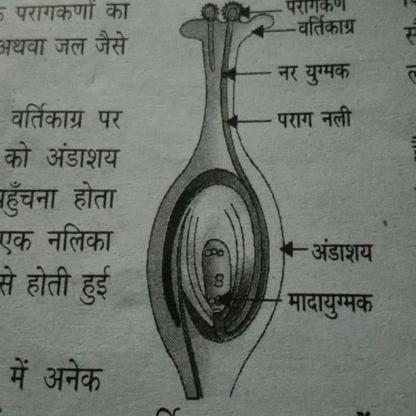 परागकणों का
अथवा जल जैसे
वर्तिकाग्र पर
को अंडाशय
पहुँचना होता
एक नलिका
से होती हुई
में अनेक
परागकण
वर्तिकाग्र
नर युग्मक
पराग नली
अंडाशय
मादायुग्मक